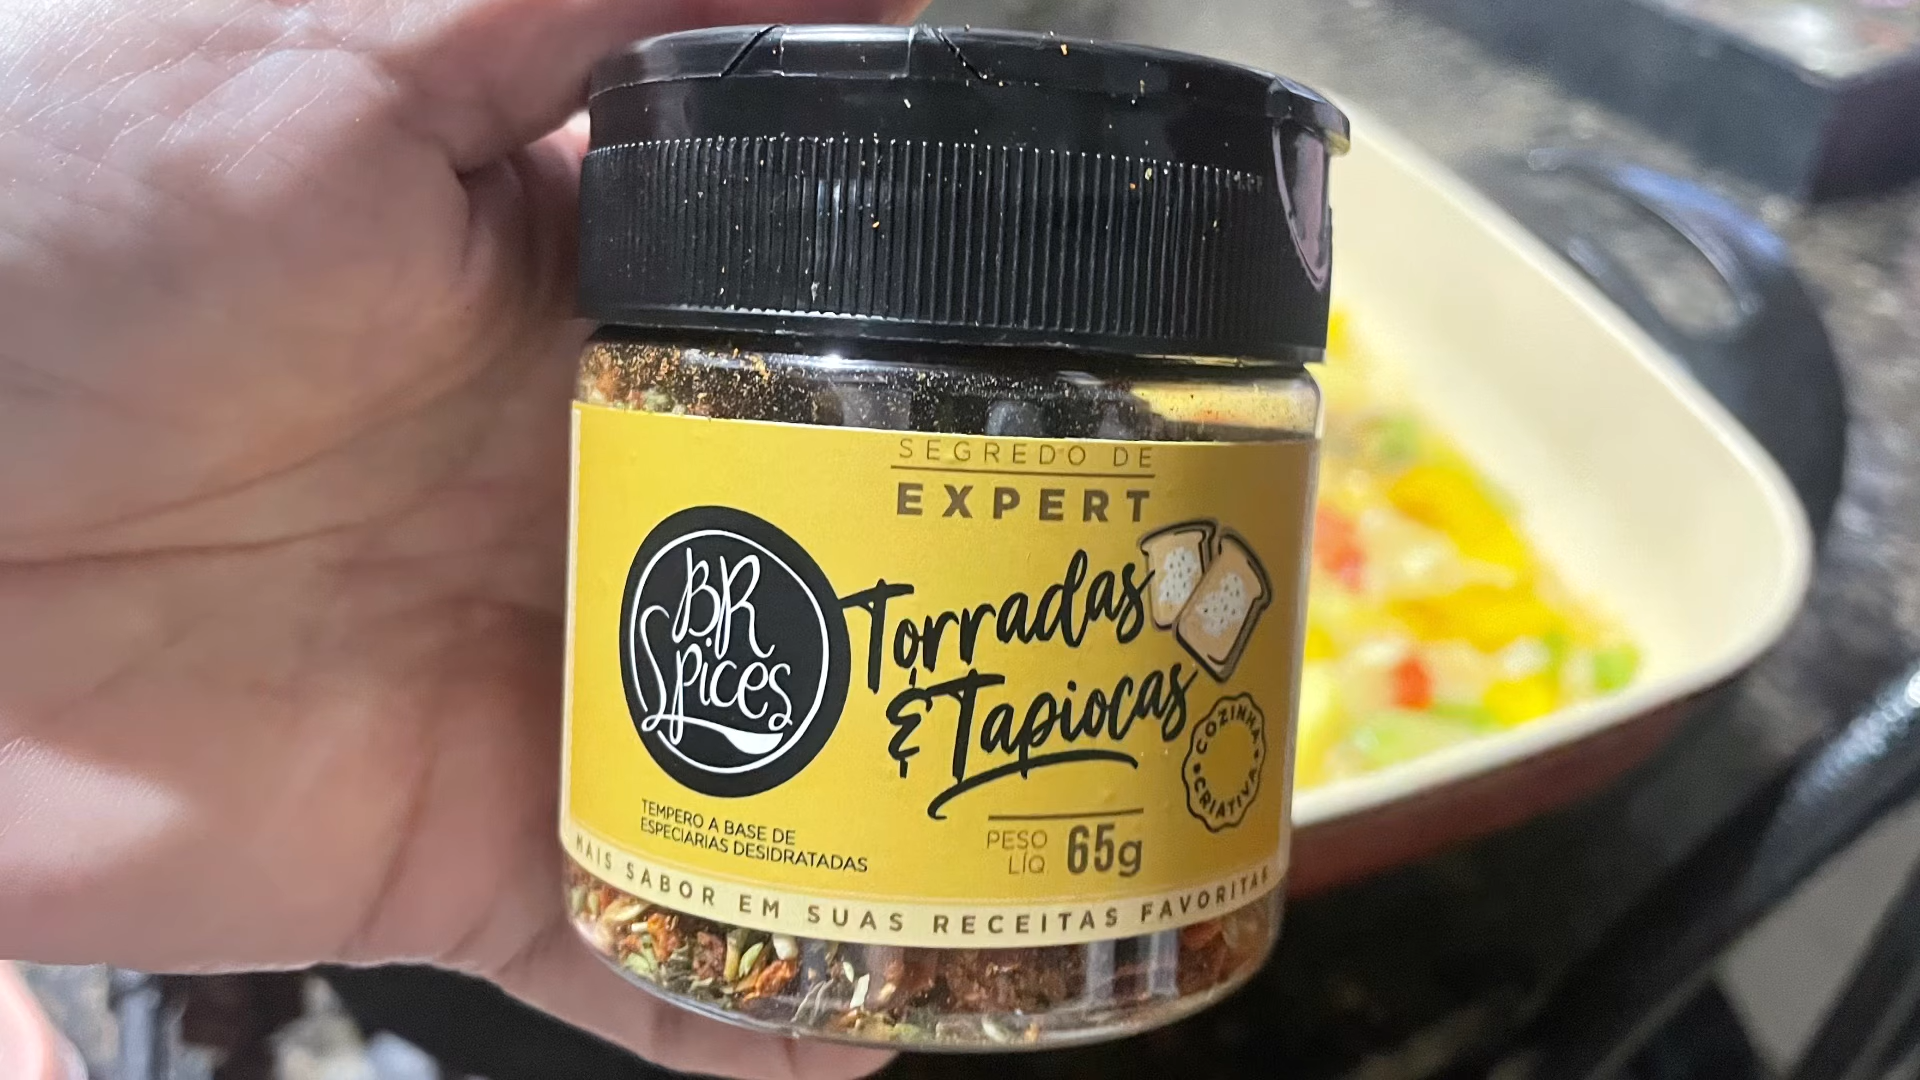 SEGREDO DE
EXPERT
BR
Spices
Torradas
& Tapiocas
COZINHA
CRIATIVA
TEMPERO A BASE DE
ESPECIARIAS DESIDRATADAS
PESO
LÍQ. 65g
MAIS SABOR EM SUAS RECEITAS FAVORITAS